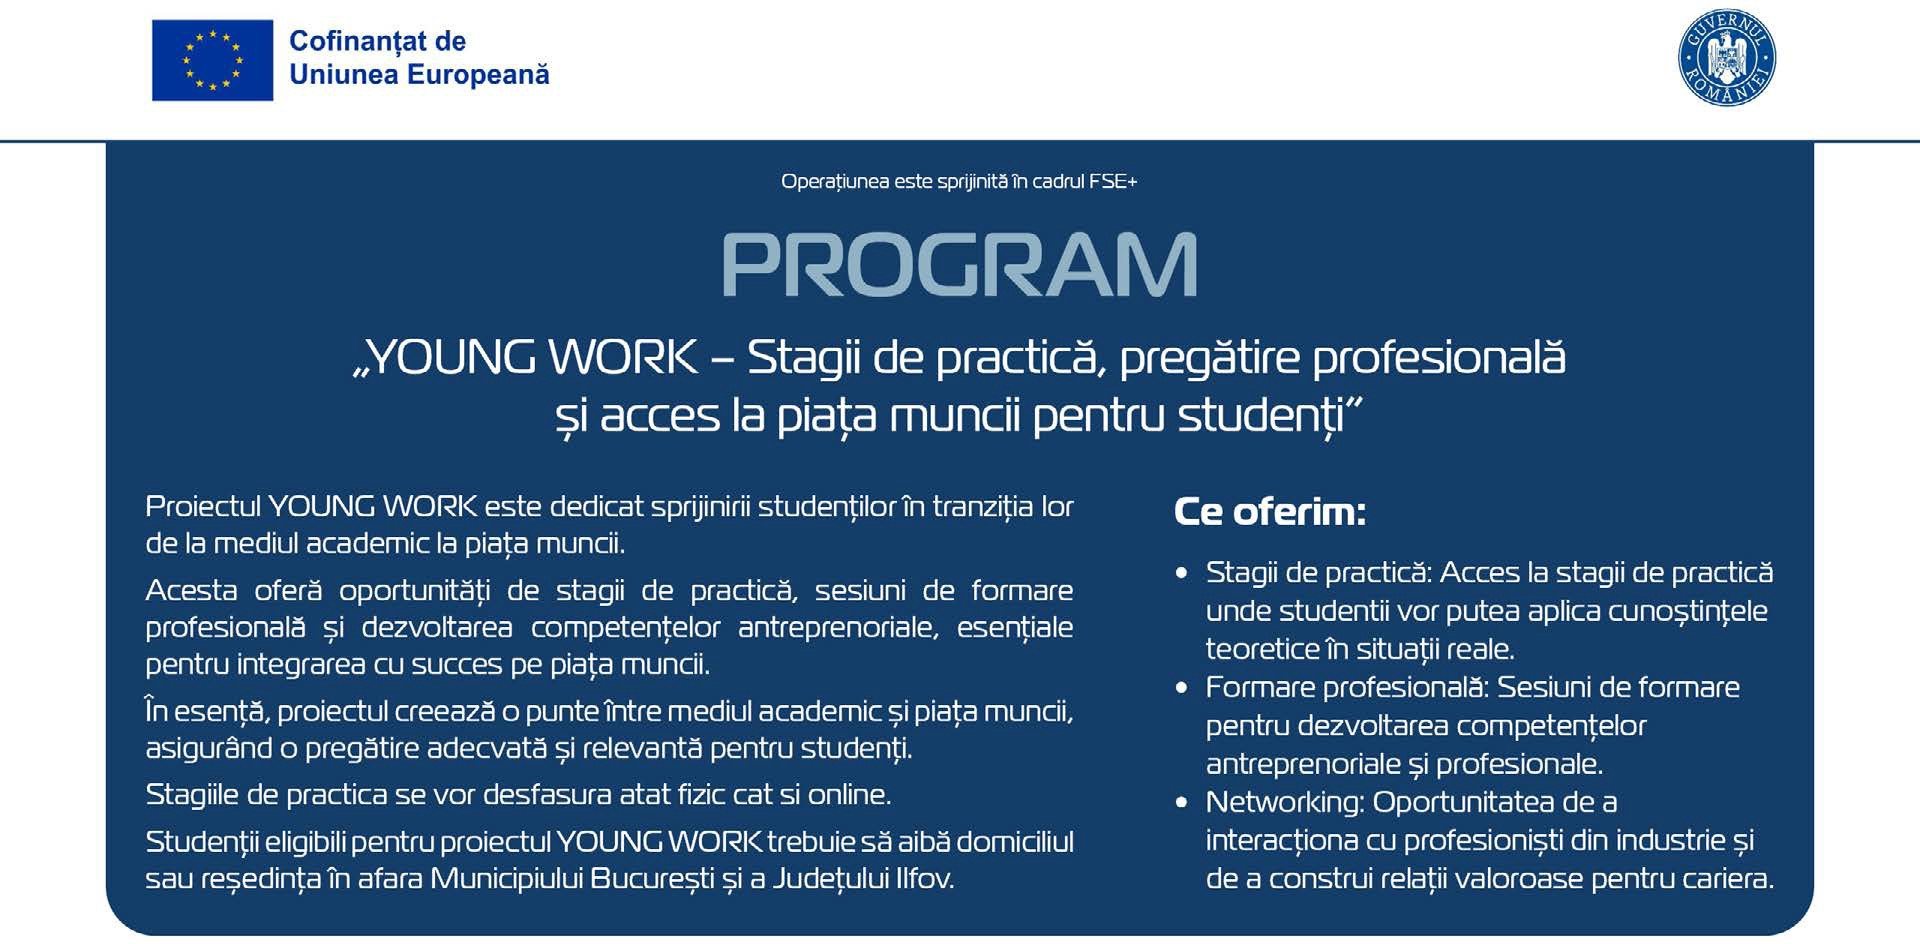 Cofinanțat de
Uniunea Europeană
GUVERNUL ROMÂNIEI
Operațiunea este sprijinită în cadrul FSE+
PROGRAM
„YOUNG WORK – Stagii de practică, pregătire profesională
și acces la piața muncii pentru studenți”
Proiectul YOUNG WORK este dedicat sprijinirii studenților în tranziția lor
de la mediul academic la piața muncii.
Acesta oferă oportunități de stagii de practică, sesiuni de formare
profesională și dezvoltarea competențelor antreprenoriale, esențiale
pentru integrarea cu succes pe piața muncii.
În esență, proiectul creează o punte între mediul academic și piața muncii,
asigurând o pregătire adecvată și relevantă pentru studenți.
Stagiile de practica se vor desfasura atat fizic cat si online.
Studenții eligibili pentru proiectul YOUNG WORK trebuie să aibă domiciliul
sau reședința în afara Municipiului București și a Județului Ilfov.
Ce oferim:
• Stagii de practică: Acces la stagii de practică
unde studentii vor putea aplica cunoștințele
teoretice în situații reale.
• Formare profesională: Sesiuni de formare
pentru dezvoltarea competențelor
antreprenoriale și profesionale.
• Networking: Oportunitatea de a
interacționa cu profesioniști din industrie și
de a construi relații valoroase pentru cariera.